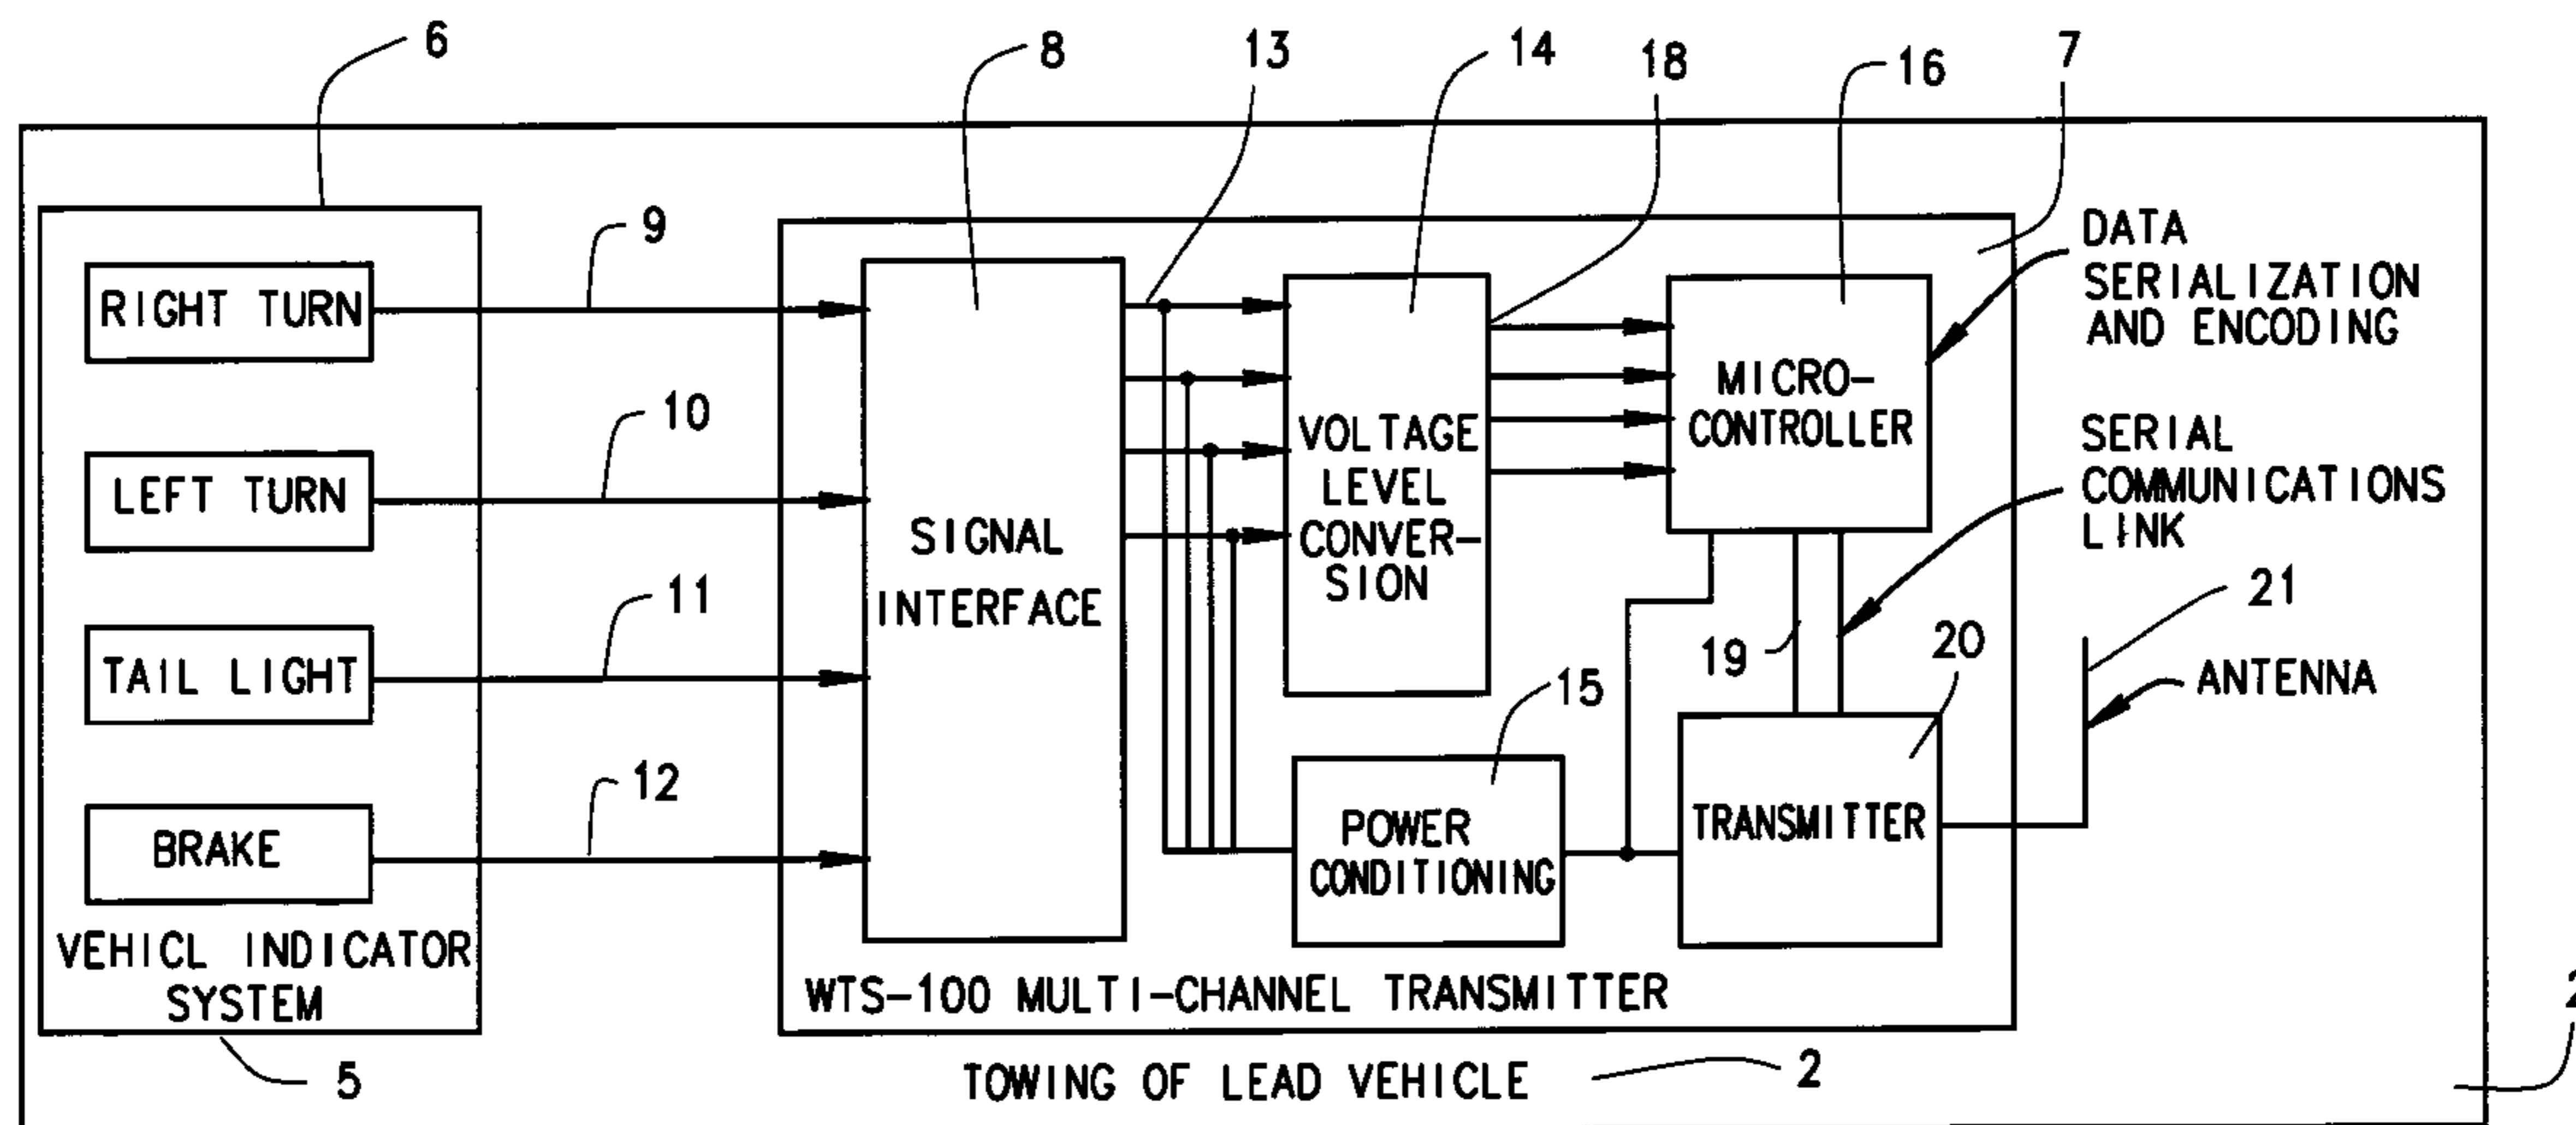 6
8
13
14
18
16
7
9
RIGHT TURN
10
LEFT TURN
11
TAIL LIGHT
12
BRAKE
VEHICL INDICATOR
SYSTEM
5
SIGNAL
INTERFACE
VOLTAGE
LEVEL
CONVER-
SION
MICRO-
CONTROLLER
DATA
SERIALIZATION
AND ENCODING
SERIAL
COMMUNICATIONS
LINK
21
ANTENNA
19
20
15
POWER
CONDITIONING
TRANSMITTER
WTS-100 MULTI-CHANNEL TRANSMITTER
TOWING OF LEAD VEHICLE
2
2